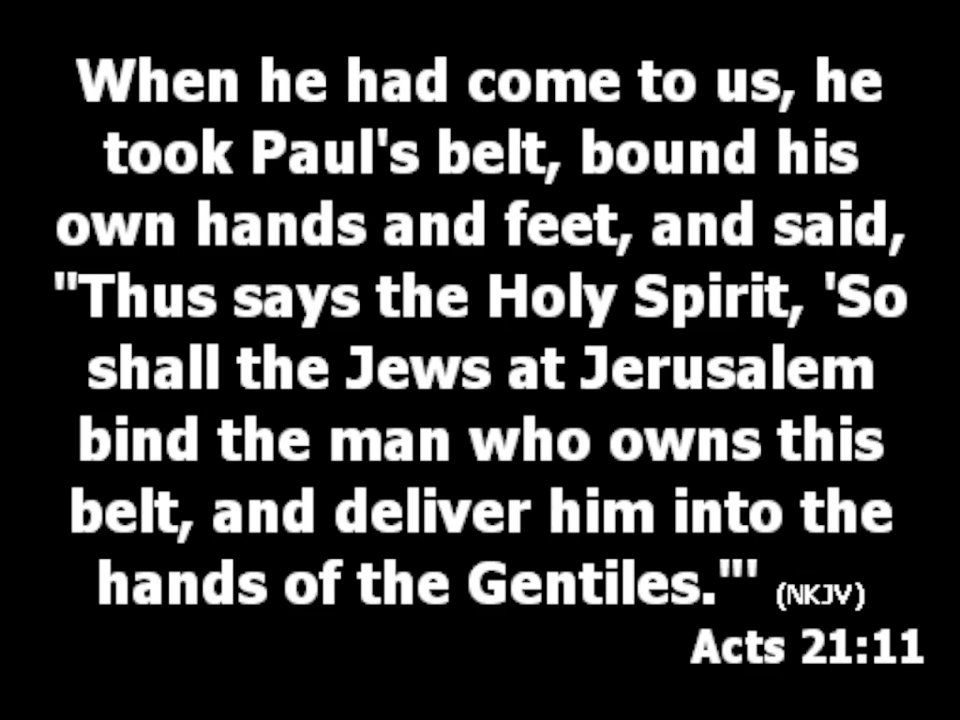 When he had come to us, he
took Paul's belt, bound his
own hands and feet, and said,
"Thus says the Holy Spirit, 'So
shall the Jews at Jerusalem
bind the man who owns this
belt, and deliver him into the
hands of the Gentiles."'  (NKJV)
Acts 21:11